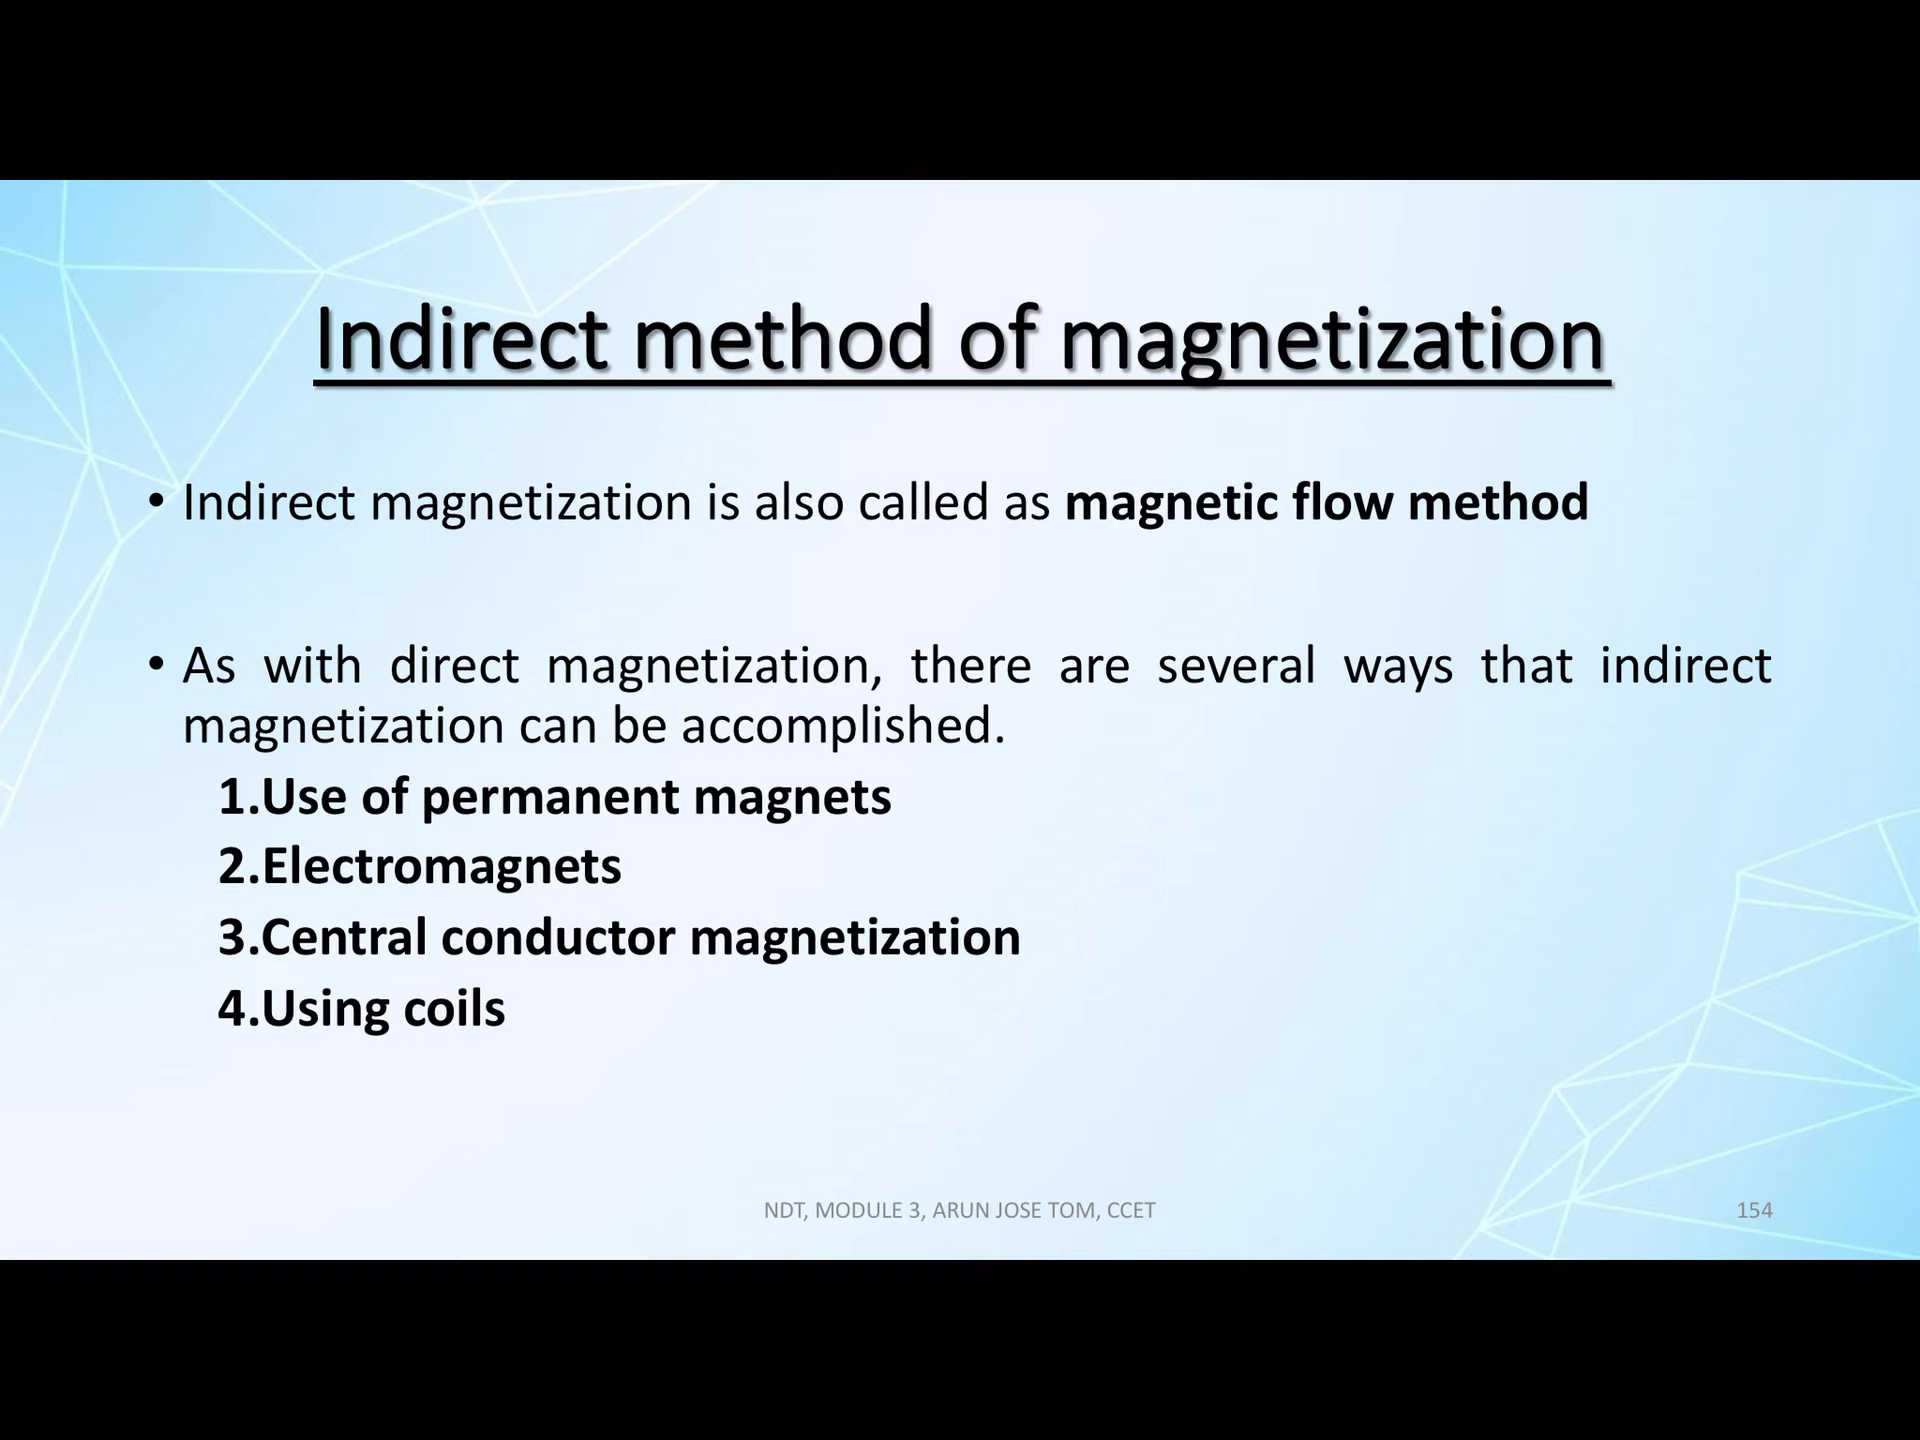 Indirect method of magnetization
• Indirect magnetization is also called as magnetic flow method
• As with direct magnetization, there are several ways that indirect
magnetization can be accomplished.
1.Use of permanent magnets
2.Electromagnets
3.Central conductor magnetization
4.Using coils
NDT, MODULE 3, ARUN JOSE TOM, CCET
154